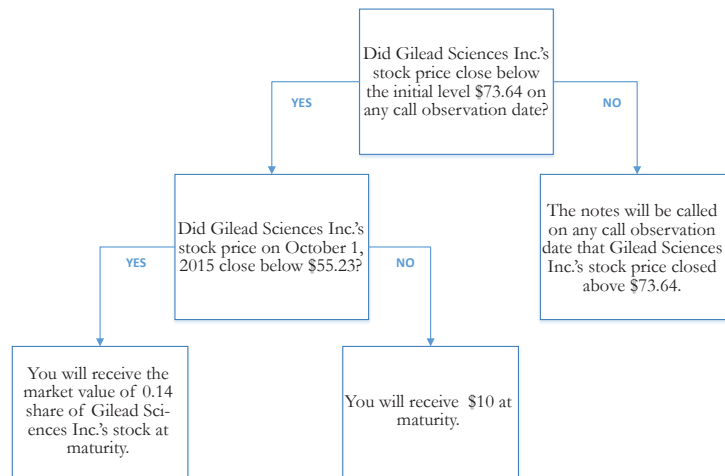 Did Gilead Sciences Inc.'s
stock price close below
the initial level $73.64 on
any call observation date?
YES
NO
Did Gilead Sciences Inc.'s
stock price on October 1,
2015 close below $55.23?
The notes will be called
on any call observation
date that Gilead Sciences
Inc.'s stock price closed
above $73.64.
YES
NO
You will receive the
market value of 0.14
share of Gilead Sci-
ences Inc.'s stock at
maturity.
You will receive $10 at
maturity.